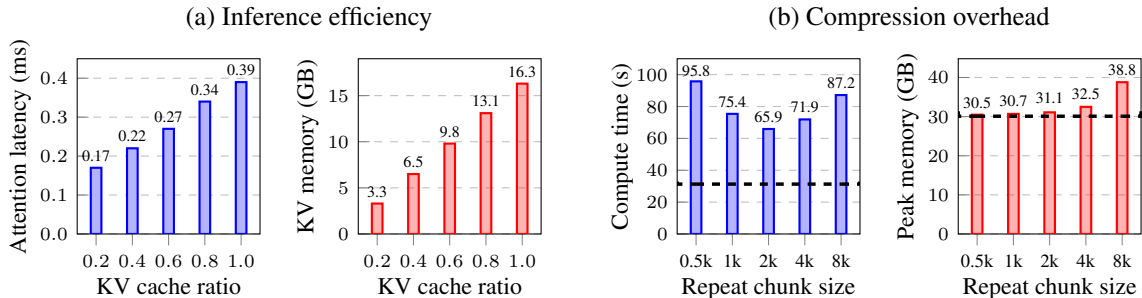 (a) Inference efficiency
Attention latency (ms)
0.4
0.3
0.2
0.1
0.0
0.17
0.22
0.27
0.34
0.39
0.2 0.4 0.6 0.8 1.0
KV cache ratio
KV memory (GB)
15
10
5
0
3.3
6.5
9.8
13.1
16.3
0.2 0.4 0.6 0.8 1.0
KV cache ratio
(b) Compression overhead
Compute time (s)
100
80
60
40
20
0
95.8
75.4
65.9
71.9
87.2
0.5k 1k 2k 4k 8k
Repeat chunk size
Peak memory (GB)
40
30
20
10
0
30.5
30.7
31.1
32.5
38.8
0.5k 1k 2k 4k 8k
Repeat chunk size